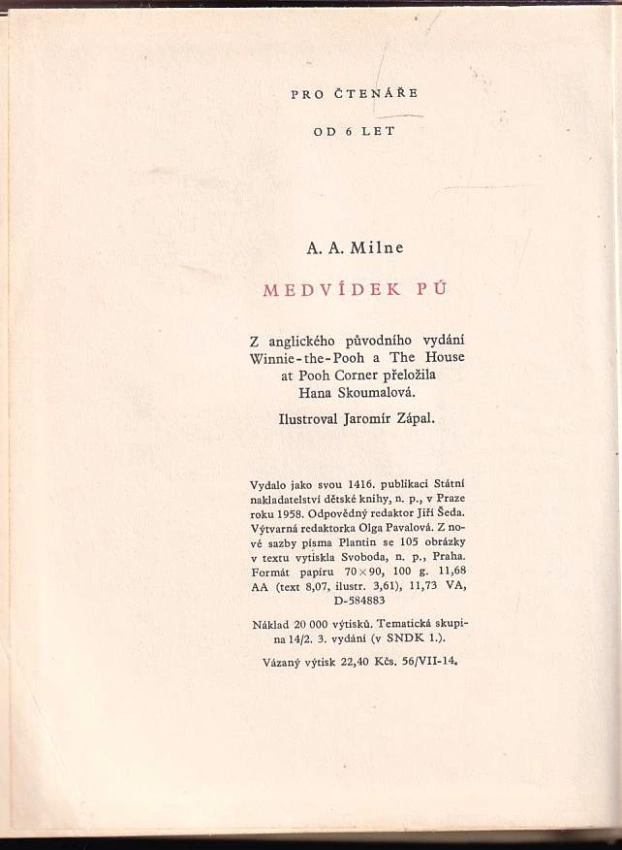 PRO ČTENÁŘE
OD 6 LET
A. A. Milne
MEDVÍDEK PÚ
Z anglického původního vydání
Winnie-the-Pooh a The House
at Pooh Corner přeložila
Hana Skoumalová.
Ilustroval Jaromír Zápal.
Vydalo jako svou 1416. publikaci Státní
nakladatelství dětské knihy, n. p., v Praze
roku 1958. Odpovědný redaktor Jiří Šeda.
Výtvarná redaktorka Olga Pavalová. Z no-
vé sazby písma Plantin se 105 obrázky
v textu vytiskla Svoboda, n. p., Praha.
Formát papíru 70×90, 100 g. 11,68
AA (text 8,07, ilustr. 3,61), 11,73 VA,
D-584883
Náklad 20 000 výtisků. Tematická skupi-
na 14/2. 3. vydání (v SNDK 1.).
Vázaný výtisk 22,40 Kčs. 56/VII-14.